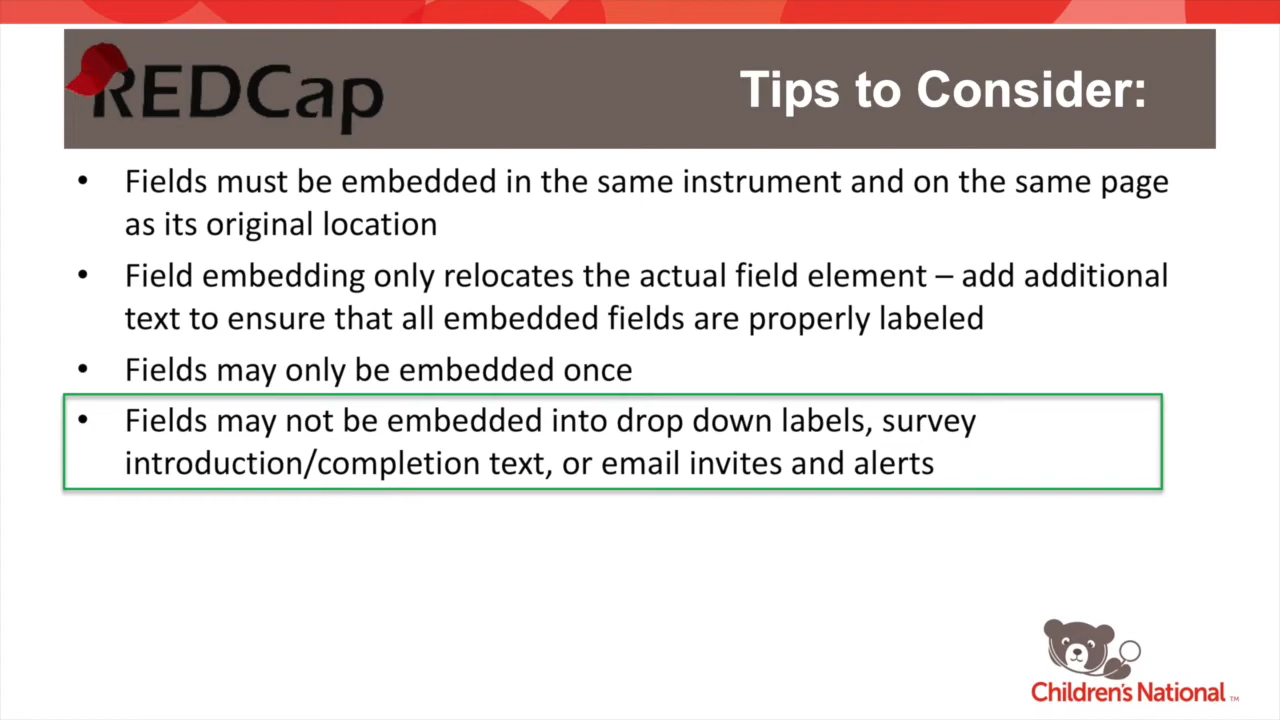 REDCap
Tips to Consider:
• Fields must be embedded in the same instrument and on the same page
as its original location
• Field embedding only relocates the actual field element – add additional
text to ensure that all embedded fields are properly labeled
• Fields may only be embedded once
• Fields may not be embedded into drop down labels, survey
introduction/completion text, or email invites and alerts
Children's National ™